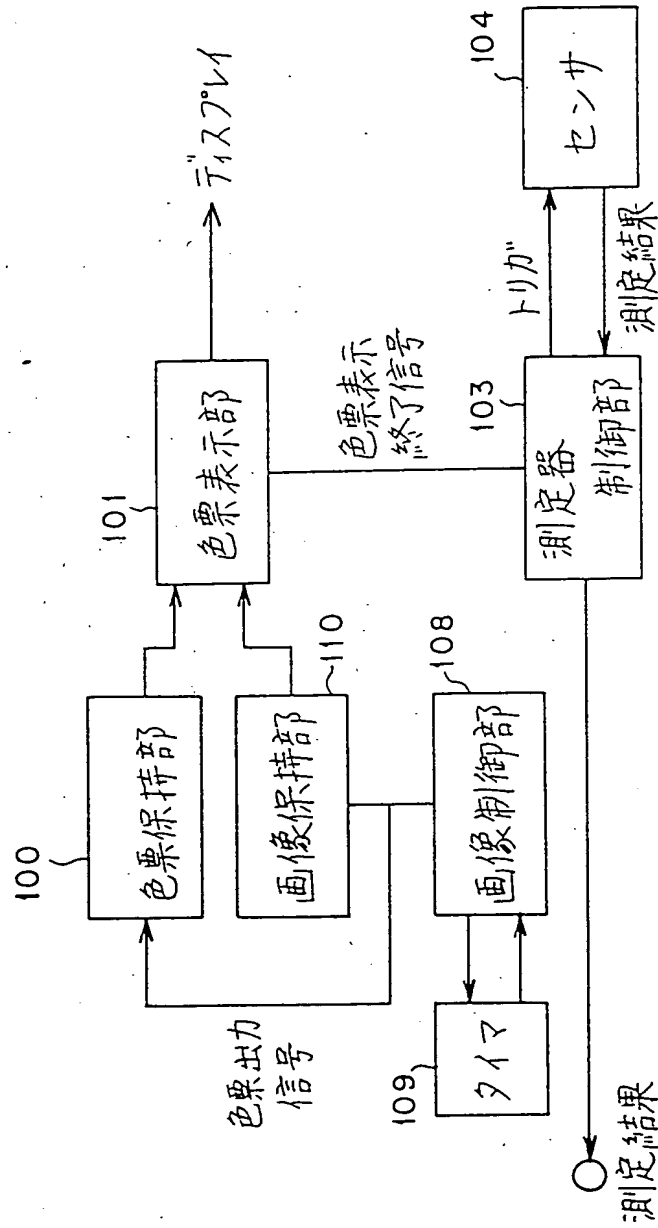 100
色票保持部
101
色票表示部
ディスプレイ
110
画像保持部
色票出力
信号
108
画像制御部
109
タイマ
色票表示
終了信号
103
測定器
制御部
トリガ
104
センサ
測定結果
測定結果